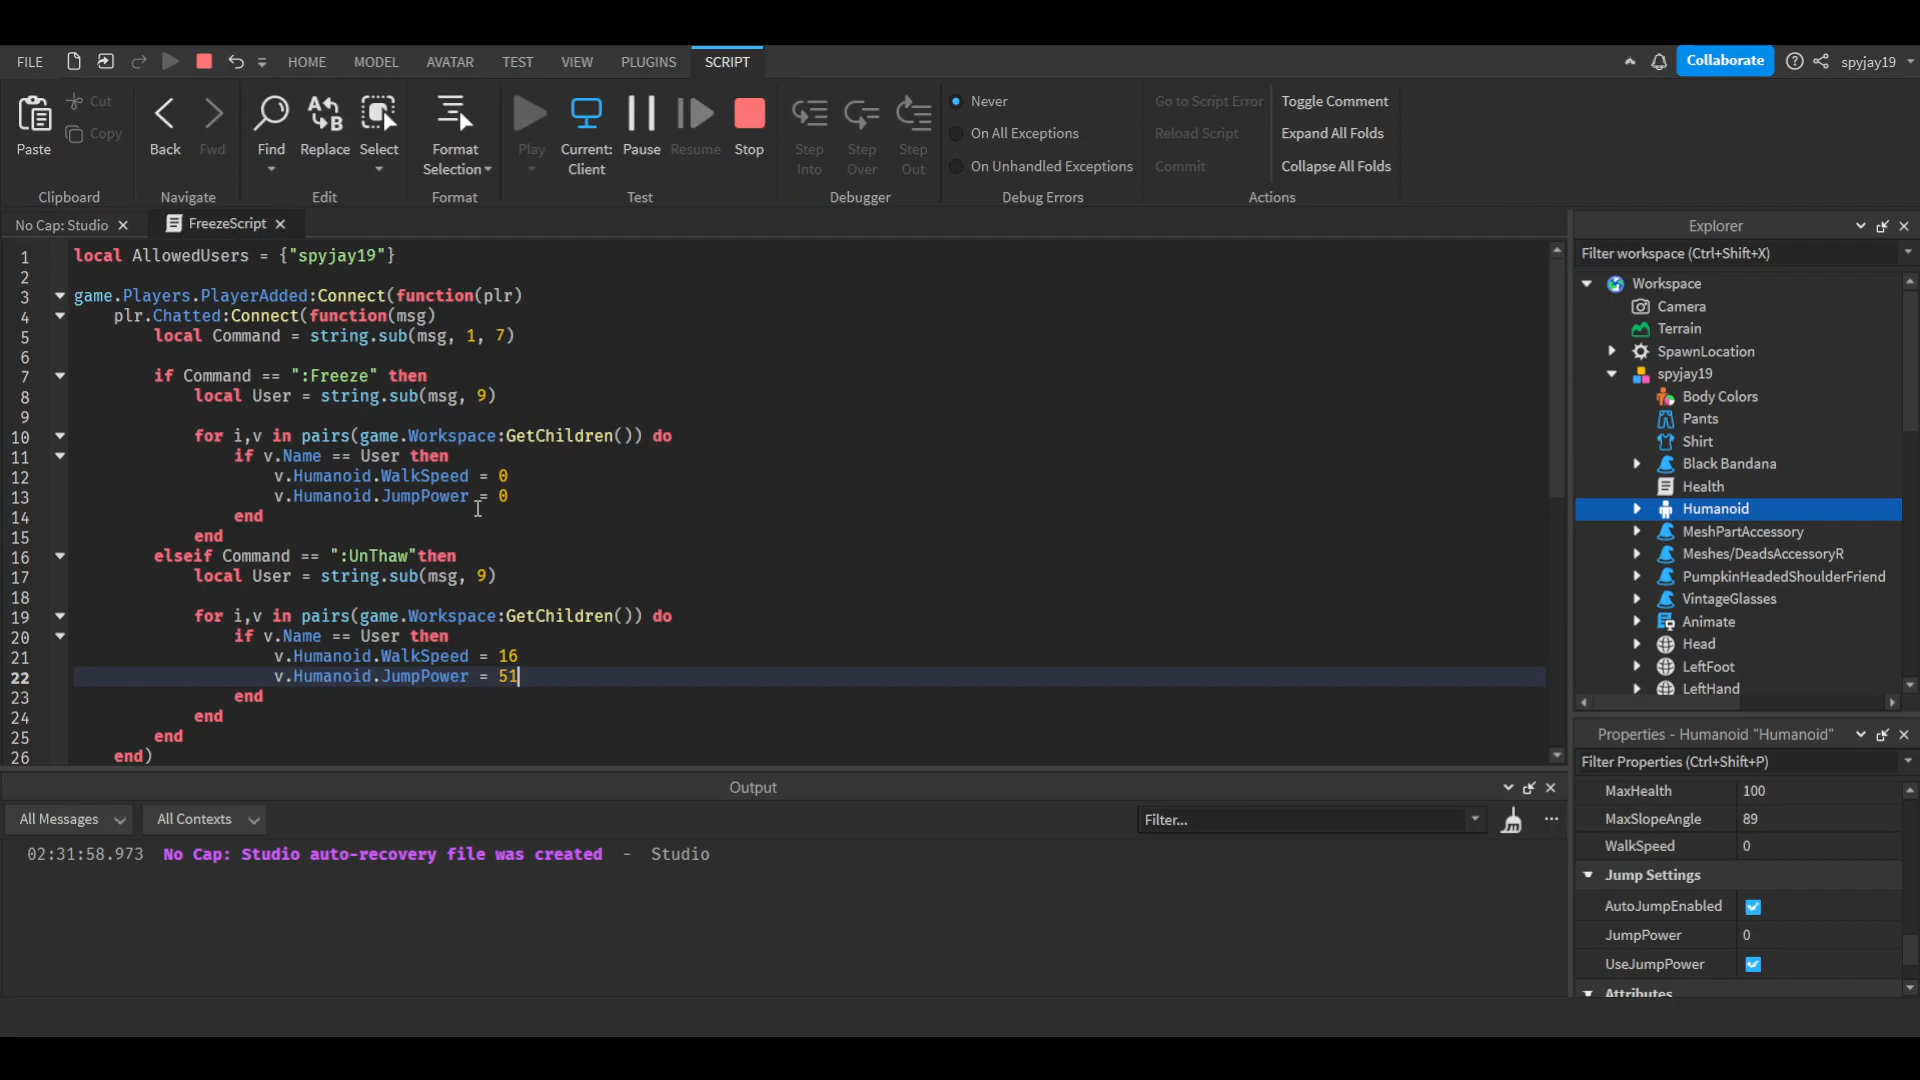 FILE HOME MODEL AVATAR TEST VIEW PLUGINS SCRIPT Collaborate spyjay19
Paste Cut Copy Back Fwd Find Replace Select Format Selection Play Current: Client Pause Resume Stop Step Into Step Over Step Out
Never
On All Exceptions
On Unhandled Exceptions
Go to Script Error
Reload Script
Commit
Toggle Comment
Expand All Folds
Collapse All Folds
Clipboard Navigate Edit Format Test Debugger Debug Errors Actions
No Cap: Studio FreezeScript
1 local AllowedUsers = {"spyjay19"}
2
3 game.Players.PlayerAdded:Connect(function(plr)
4 plr.Chatted:Connect(function(msg)
5 local Command = string.sub(msg, 1, 7)
6
7 if Command == ":Freeze" then
8 local User = string.sub(msg, 9)
9
10 for i,v in pairs(game.Workspace:GetChildren()) do
11 if v.Name == User then
12 v.Humanoid.WalkSpeed = 0
13 v.Humanoid.JumpPower = 0
14 end
15 end
16 elseif Command == ":UnThaw"then
17 local User = string.sub(msg, 9)
18
19 for i,v in pairs(game.Workspace:GetChildren()) do
20 if v.Name == User then
21 v.Humanoid.WalkSpeed = 16
22 v.Humanoid.JumpPower = 51
23 end
24 end
25 end
26 end)
Output
All Messages All Contexts Filter...
02:31:58.973 No Cap: Studio auto-recovery file was created - Studio
Explorer
Filter workspace (Ctrl+Shift+X)
Workspace
Camera
Terrain
SpawnLocation
spyjay19
Body Colors
Pants
Shirt
Black Bandana
Health
Humanoid
MeshPartAccessory
Meshes/DeadsAccessoryR
PumpkinHeadedShoulderFriend
VintageGlasses
Animate
Head
LeftFoot
LeftHand
Properties - Humanoid "Humanoid"
Filter Properties (Ctrl+Shift+P)
MaxHealth 100
MaxSlopeAngle 89
WalkSpeed 0
Jump Settings
AutoJumpEnabled
JumpPower 0
UseJumpPower
Attributes